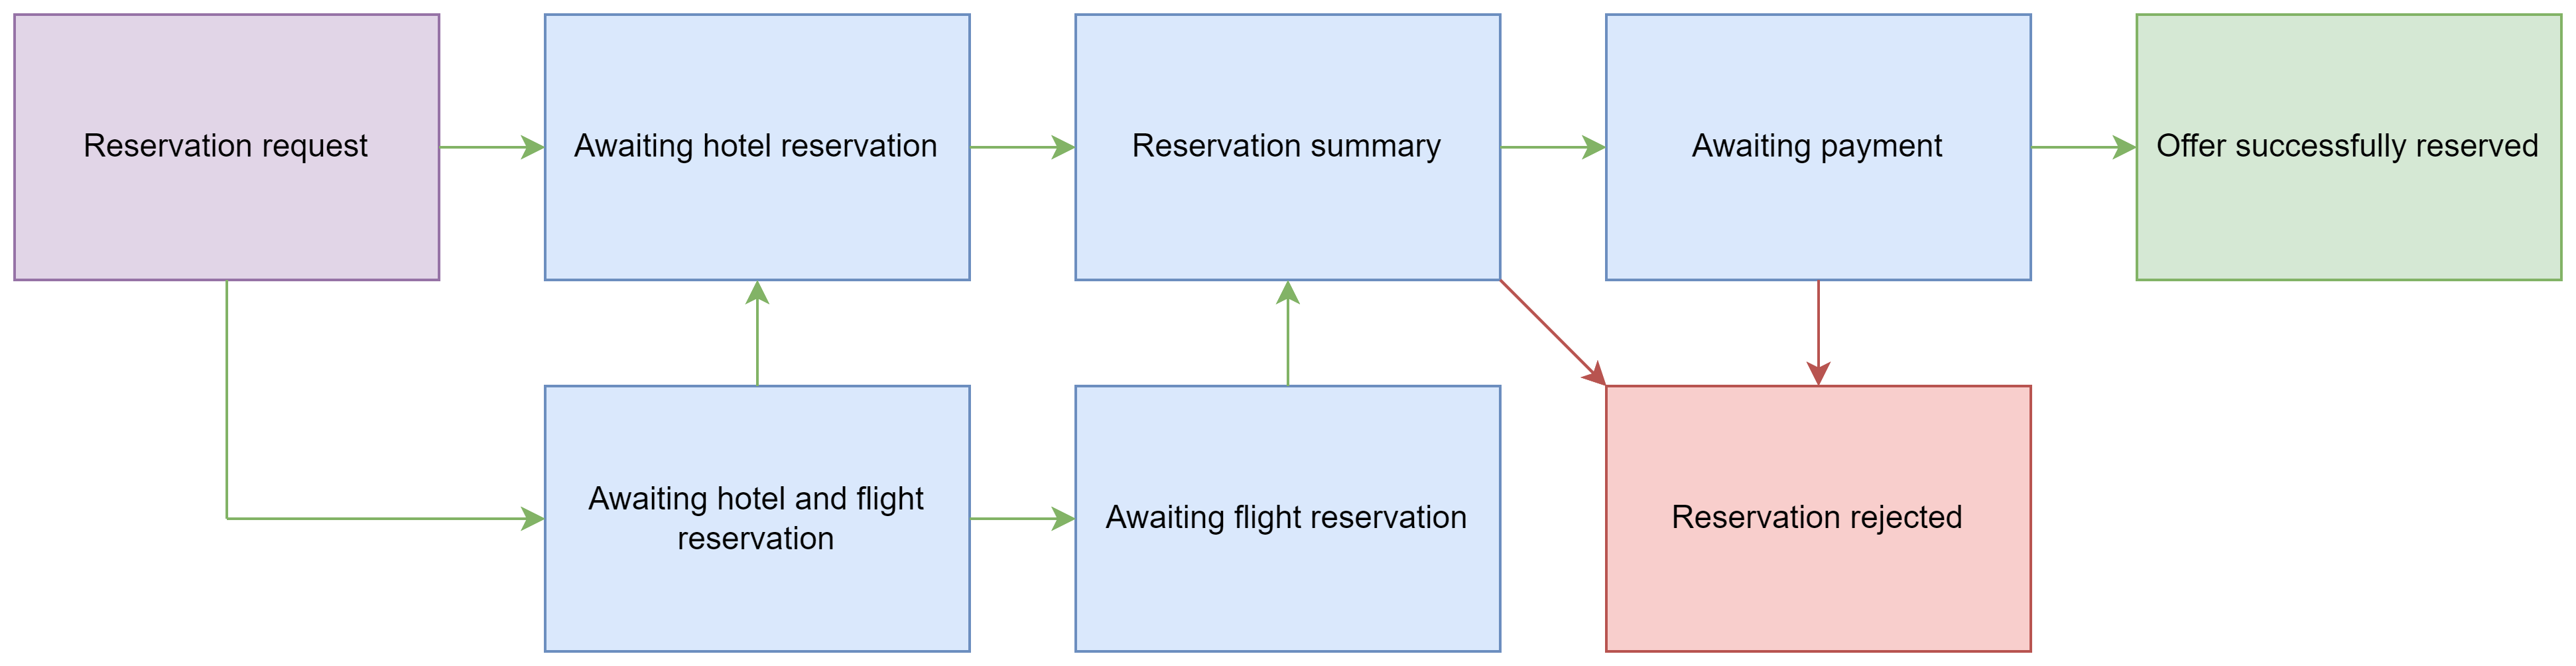 Reservation request
Awaiting hotel reservation
Reservation summary
Awaiting payment
Offer successfully reserved
Awaiting hotel and flight
reservation
Awaiting flight reservation
Reservation rejected